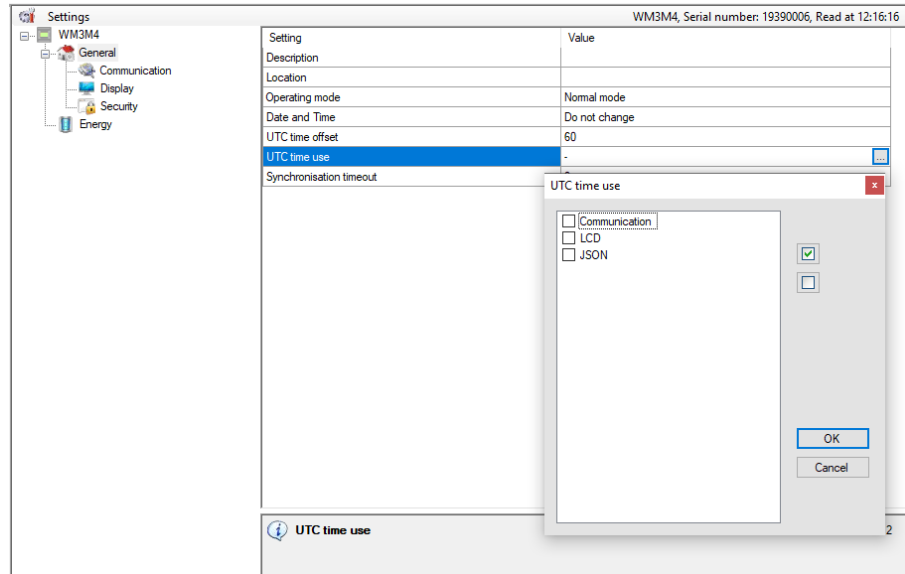 Settings WM3M4, Serial number: 19390006, Read at 12:16:16
WM3M4
General
Communication
Display
Security
Energy
Setting Value
Description
Location
Operating mode Normal mode
Date and Time Do not change
UTC time offset 60
UTC time use - ...
Synchronisation timeout
UTC time use x
Communication
LCD
JSON
OK
Cancel
UTC time use 2